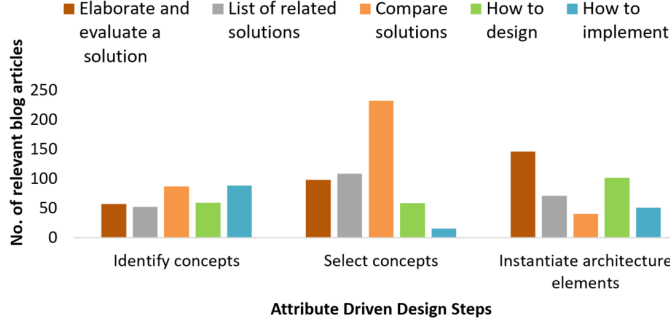 Elaborate and evaluate a solution
List of related solutions
Compare solutions
How to design
How to implement
No. of relevant blog articles
250
200
150
100
50
0
Identify concepts
Select concepts
Instantiate architecture
elements
Attribute Driven Design Steps